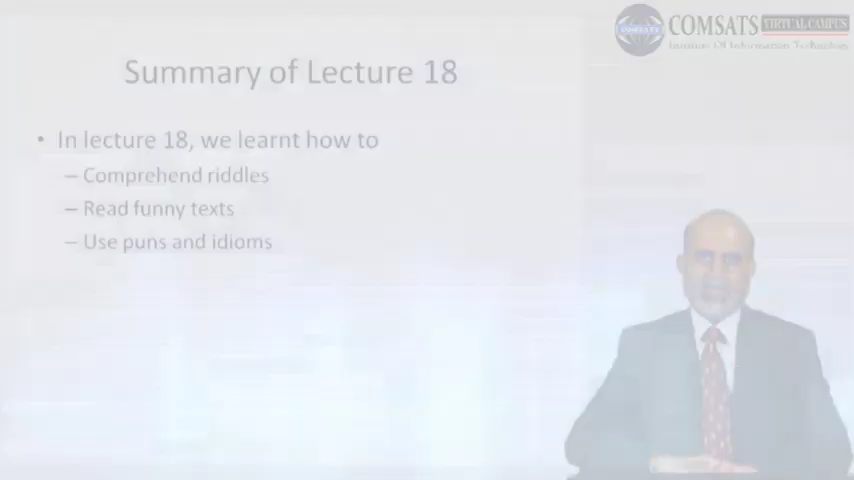 COMSATS VIRTUAL CAMPUS
Institute Of Information Technology
Summary of Lecture 18
• In lecture 18, we learnt how to
– Comprehend riddles
– Read funny texts
– Use puns and idioms